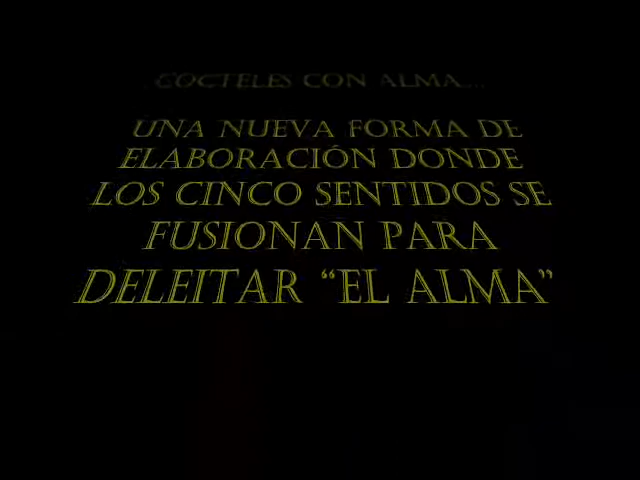 COCTELES CON ALMA...
UNA NUEVA FORMA DE
ELABORACIÓN DONDE
LOS CINCO SENTIDOS SE
FUSIONAN PARA
DELEITAR “EL ALMA”